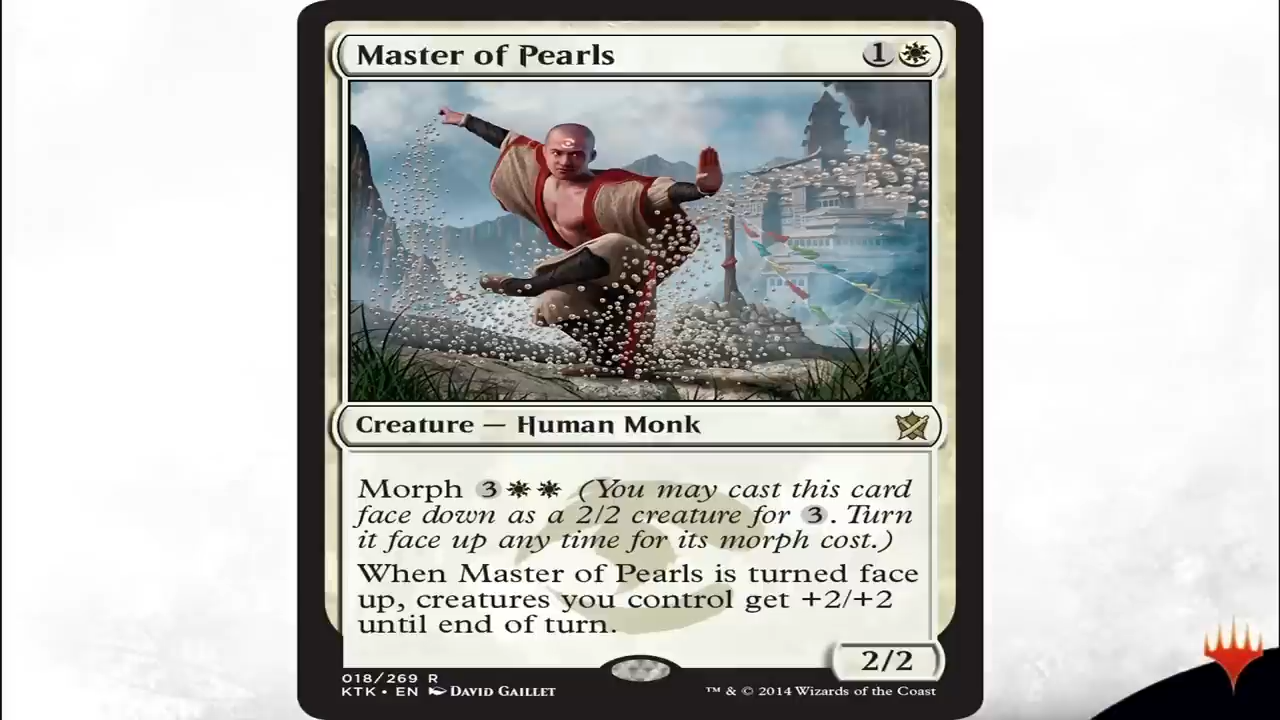 Master of Pearls 1
Creature — Human Monk
Morph 3 (You may cast this card
face down as a 2/2 creature for 3. Turn
it face up any time for its morph cost.)
When Master of Pearls is turned face
up, creatures you control get +2/+2
until end of turn.
2/2
018/269 R
KTK • EN DAVID GAILLET
™ & © 2014 Wizards of the Coast